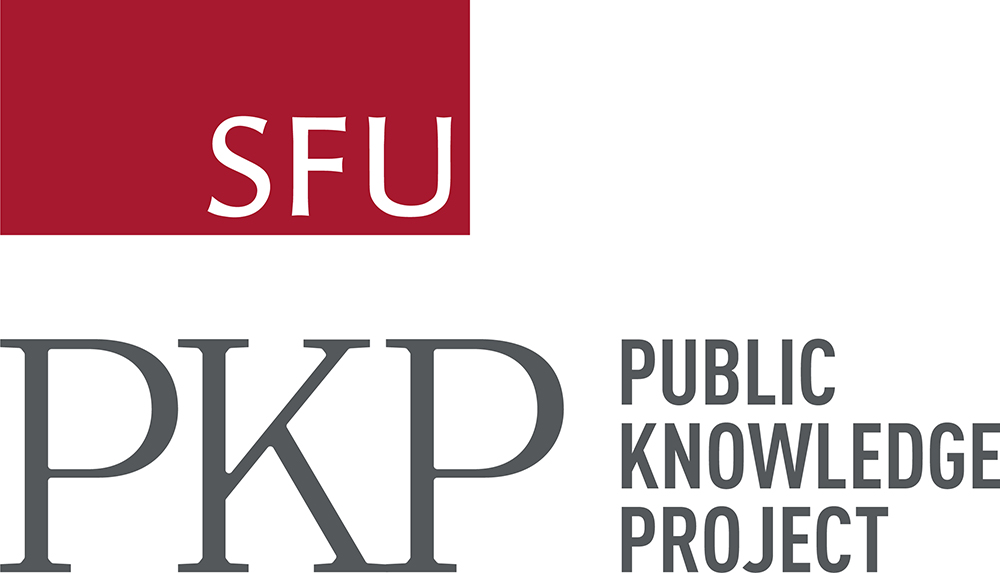 SFU
PKP
PUBLIC
KNOWLEDGE
PROJECT